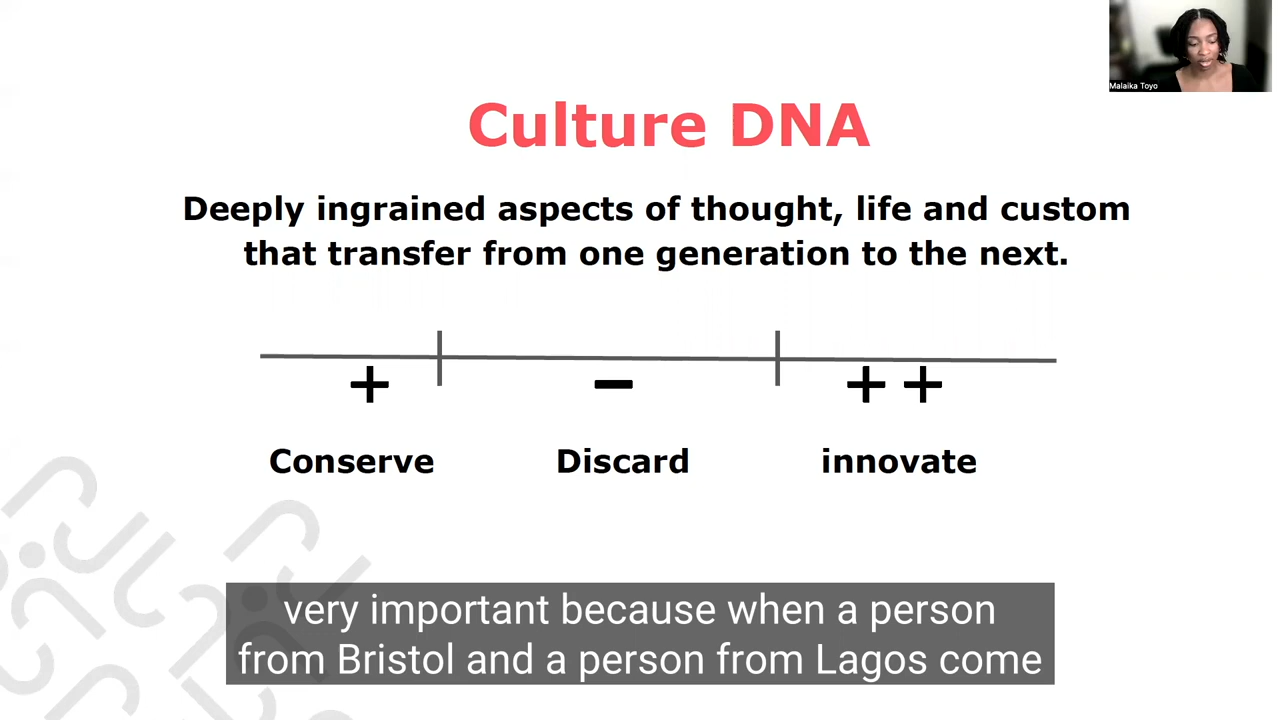 Malaika Toyo
Culture DNA
Deeply ingrained aspects of thought, life and custom
that transfer from one generation to the next.
+ − + +
Conserve Discard innovate
very important because when a person
from Bristol and a person from Lagos come